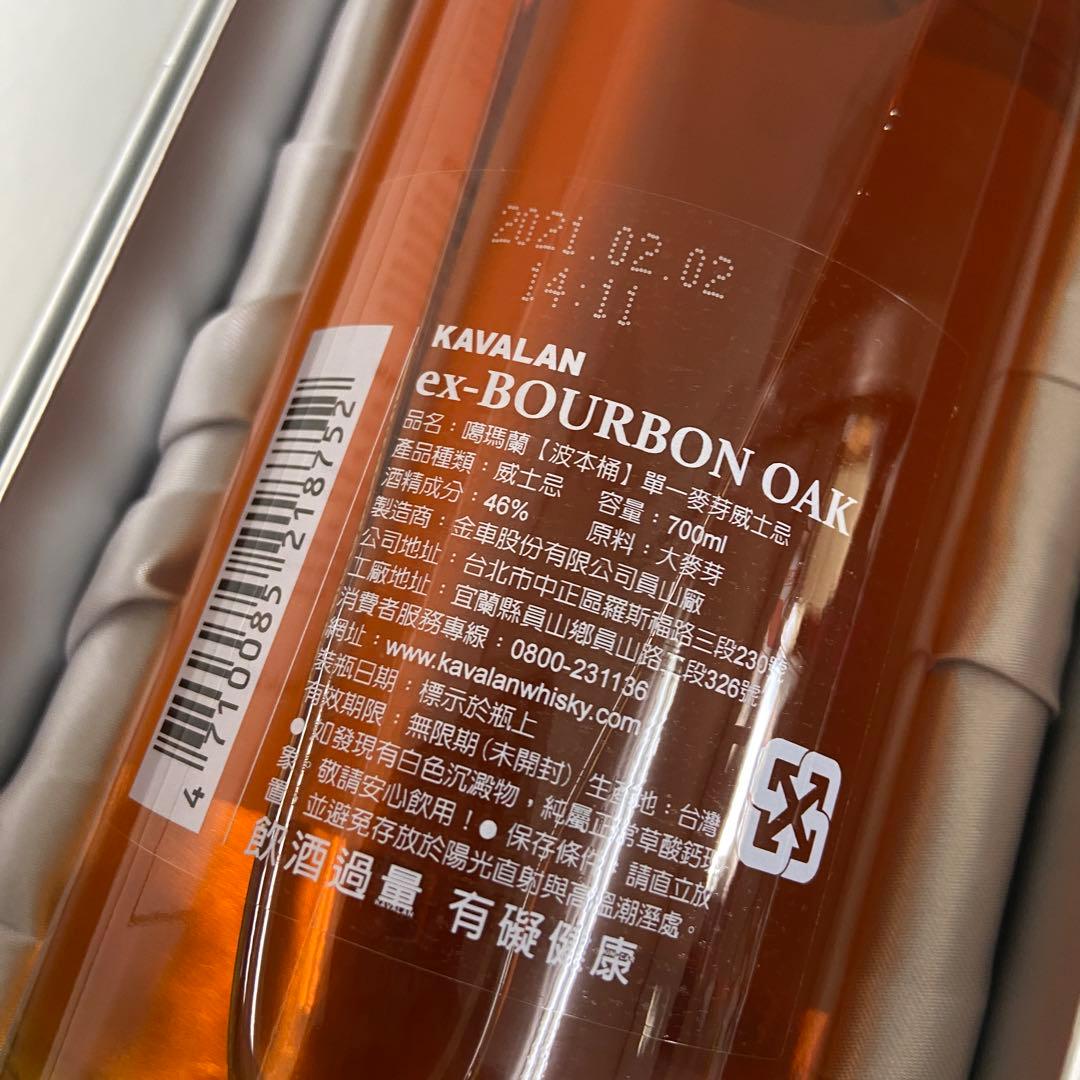 2021.02.02
14:11
KAVALAN
ex-BOURBON OAK
品名：噶瑪蘭【波本桶】單一麥芽威士忌
產品種類：威士忌 容量：700ml
酒精成分：46% 原料：大麥芽
製造商：金車股份有限公司員山廠
公司地址：台北市中正區羅斯福路三段230號
工廠地址：宜蘭縣員山鄉員山路二段326號
消費者服務專線：0800-231136
網址：www.kavalanwhisky.com
裝瓶日期：標示於瓶上
有效期限：無限期(未開封) 生產地：台灣
●如發現有白色沉澱物，純屬正常草酸鈣現
象。敬請安心飲用！●保存條件：請直立放
置，並避免存放於陽光直射與高溫潮溼處。
飲酒過量 有礙健康
4 710085 218752